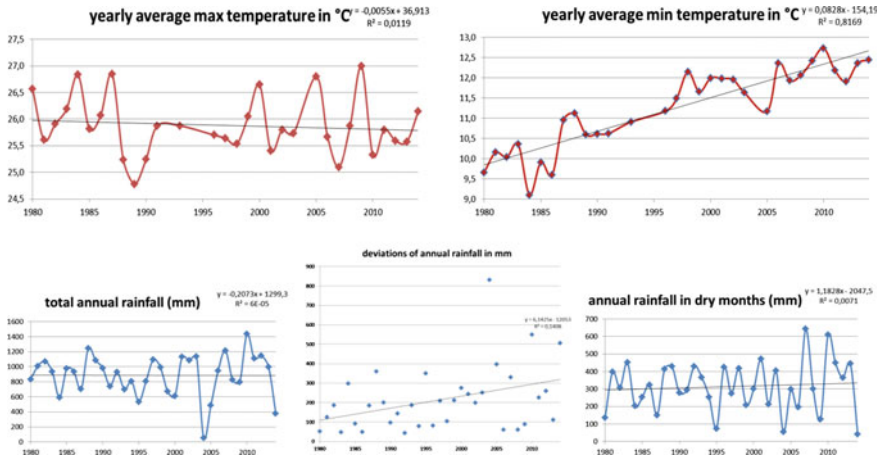 yearly average max temperature in °C
y = -0,0055x + 36,913
R² = 0,0119
27,5
27,0
26,5
26,0
25,5
25,0
24,5
1980 1985 1990 1995 2000 2005 2010
yearly average min temperature in °C
y = 0,0828x - 154,19
R² = 0,8169
13,0
12,5
12,0
11,5
11,0
10,5
10,0
9,5
9,0
1980 1985 1990 1995 2000 2005 2010
total annual rainfall (mm)
y = -0,2073x + 1299,3
R² = 6E-05
1600
1400
1200
1000
800
600
400
200
0
1980 1985 1990 1995 2000 2005 2010
deviations of annual rainfall in mm
900
800
700
600
500
400
300
200
100
0
1980 1985 1990 1995 2000 2005 2010
annual rainfall in dry months (mm)
y = 1,1828x - 2047,5
R² = 0,0071
700
600
500
400
300
200
100
0
1980 1985 1990 1995 2000 2005 2010